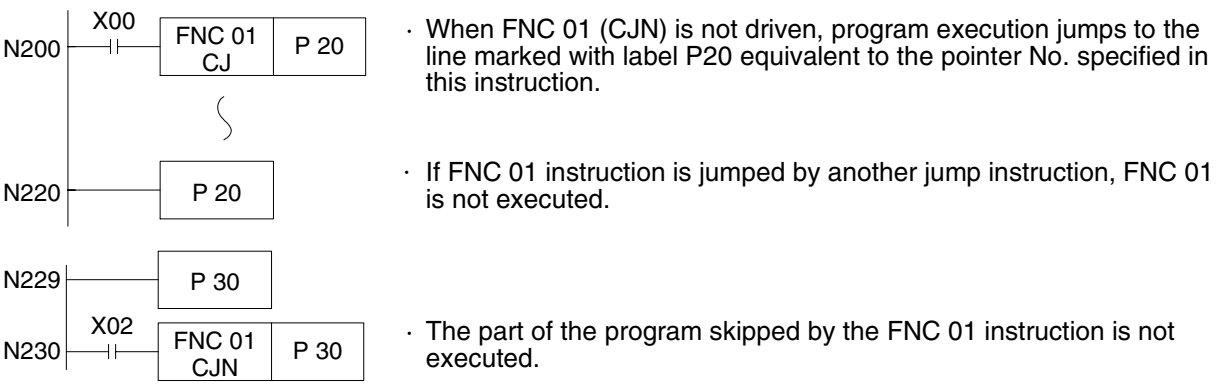 X00
N200 FNC 01 CJ P 20
· When FNC 01 (CJN) is not driven, program execution jumps to the
line marked with label P20 equivalent to the pointer No. specified in
this instruction.
N220 P 20
· If FNC 01 instruction is jumped by another jump instruction, FNC 01
is not executed.
N229 P 30
X02
N230 FNC 01 CJN P 30
· The part of the program skipped by the FNC 01 instruction is not
executed.